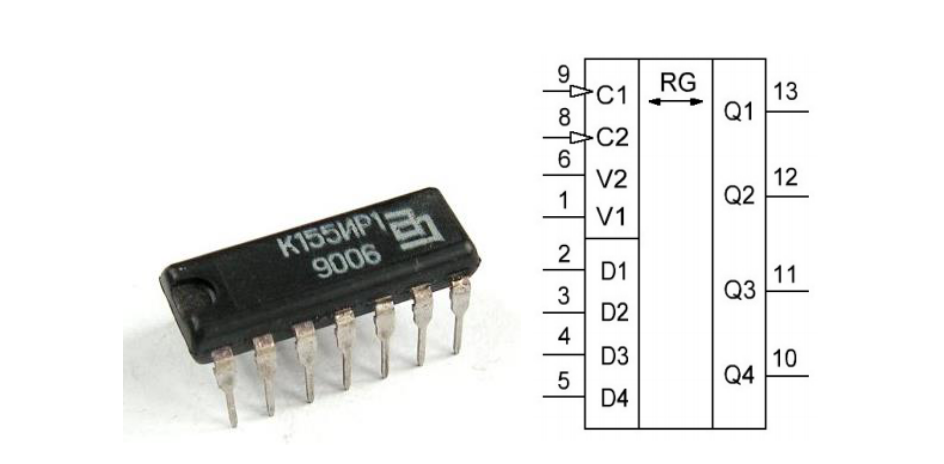 К155ИР1
9006
RG
9 C1
8 C2
6 V2
1 V1
2 D1
3 D2
4 D3
5 D4
Q1 13
Q2 12
Q3 11
Q4 10